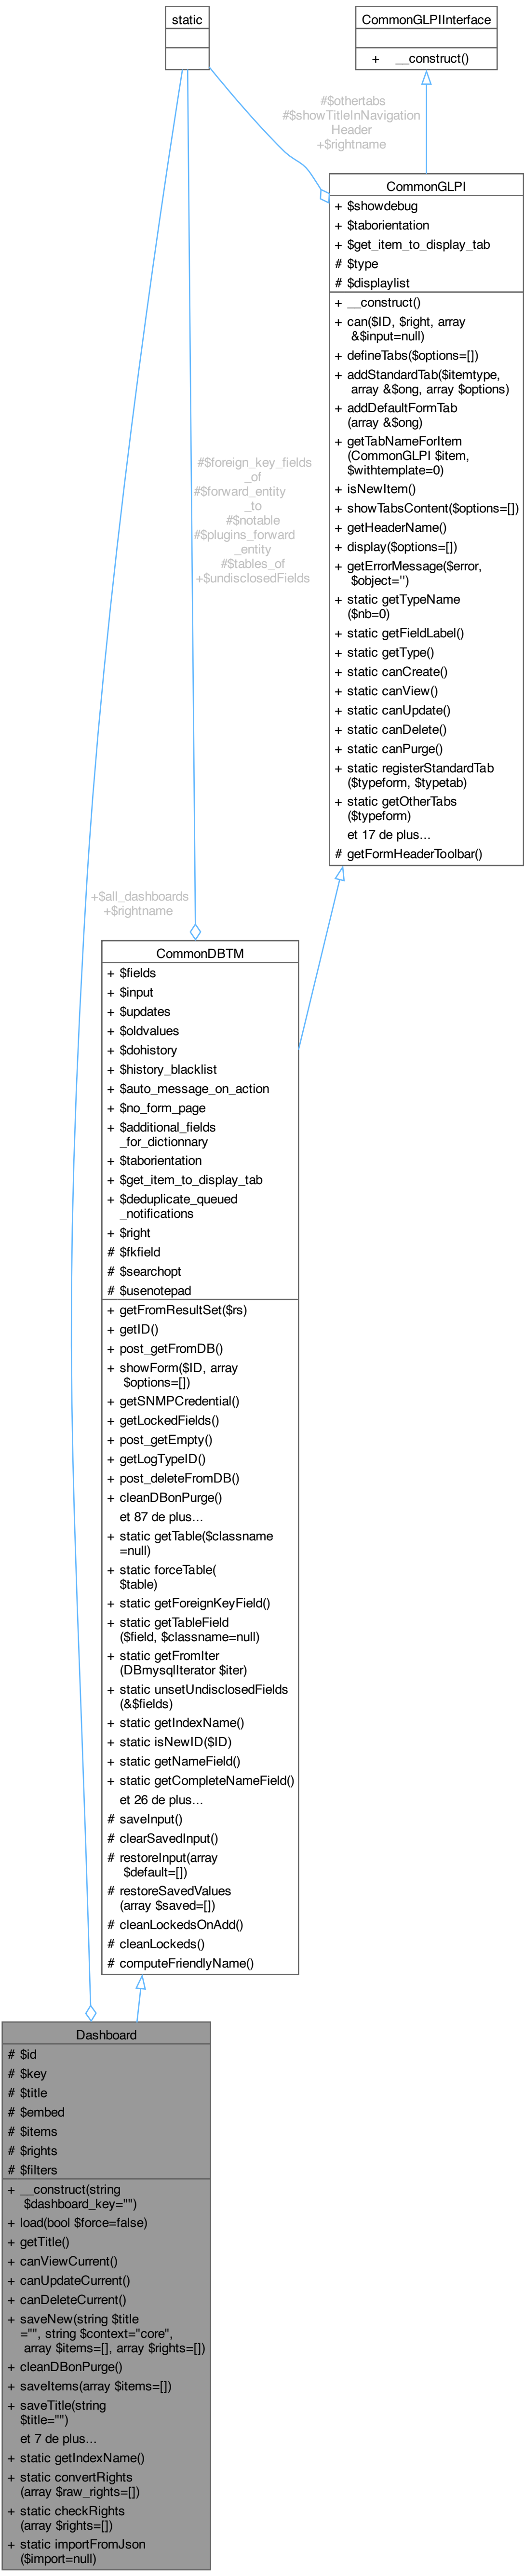 static
CommonGLPIInterface
+ __construct()
#$othertabs
#$showTitleInNavigation
Header
+$rightname
CommonGLPI
+ $showdebug
+ $taborientation
+ $get_item_to_display_tab
# $type
# $displaylist
+ __construct()
+ can($ID, $right, array
&$input=null)
+ defineTabs($options=[])
+ addStandardTab($itemtype,
array &$ong, array $options)
+ addDefaultFormTab
(array &$ong)
+ getTabNameForItem
(CommonGLPI $item,
$withtemplate=0)
+ isNewItem()
+ showTabsContent($options=[])
+ getHeaderName()
+ display($options=[])
+ getErrorMessage($error,
$object='')
+ static getTypeName
($nb=0)
+ static getFieldLabel()
+ static getType()
+ static canCreate()
+ static canView()
+ static canUpdate()
+ static canDelete()
+ static canPurge()
+ static registerStandardTab
($typeform, $typetab)
+ static getOtherTabs
($typeform)
et 17 de plus...
# getFormHeaderToolbar()
#$foreign_key_fields
_of
#$forward_entity
_to
#$notable
#$plugins_forward
_entity
#$tables_of
+$undisclosedFields
+$all_dashboards
+$rightname
CommonDBTM
+ $fields
+ $input
+ $updates
+ $oldvalues
+ $dohistory
+ $history_blacklist
+ $auto_message_on_action
+ $no_form_page
+ $additional_fields
_for_dictionnary
+ $taborientation
+ $get_item_to_display_tab
+ $deduplicate_queued
_notifications
+ $right
# $fkfield
# $searchopt
# $usenotepad
+ getFromResultSet($rs)
+ getID()
+ post_getFromDB()
+ showForm($ID, array
$options=[])
+ getSNMPCredential()
+ getLockedFields()
+ post_getEmpty()
+ getLogTypeID()
+ post_deleteFromDB()
+ cleanDBonPurge()
et 87 de plus...
+ static getTable($classname
=null)
+ static forceTable(
$table)
+ static getForeignKeyField()
+ static getTableField
($field, $classname=null)
+ static getFromIter
(DBmysqlIterator $iter)
+ static unsetUndisclosedFields
(&$fields)
+ static getIndexName()
+ static isNewID($ID)
+ static getNameField()
+ static getCompleteNameField()
et 26 de plus...
# saveInput()
# clearSavedInput()
# restoreInput(array
$default=[])
# restoreSavedValues
(array $saved=[])
# cleanLockedsOnAdd()
# cleanLockeds()
# computeFriendlyName()
Dashboard
# $id
# $key
# $title
# $embed
# $items
# $rights
# $filters
+ __construct(string
$dashboard_key="")
+ load(bool $force=false)
+ getTitle()
+ canViewCurrent()
+ canUpdateCurrent()
+ canDeleteCurrent()
+ saveNew(string $title
="", string $context="core",
array $items=[], array $rights=[])
+ cleanDBonPurge()
+ saveItems(array $items=[])
+ saveTitle(string
$title="")
et 7 de plus...
+ static getIndexName()
+ static convertRights
(array $raw_rights=[])
+ static checkRights
(array $rights=[])
+ static importFromJson
($import=null)